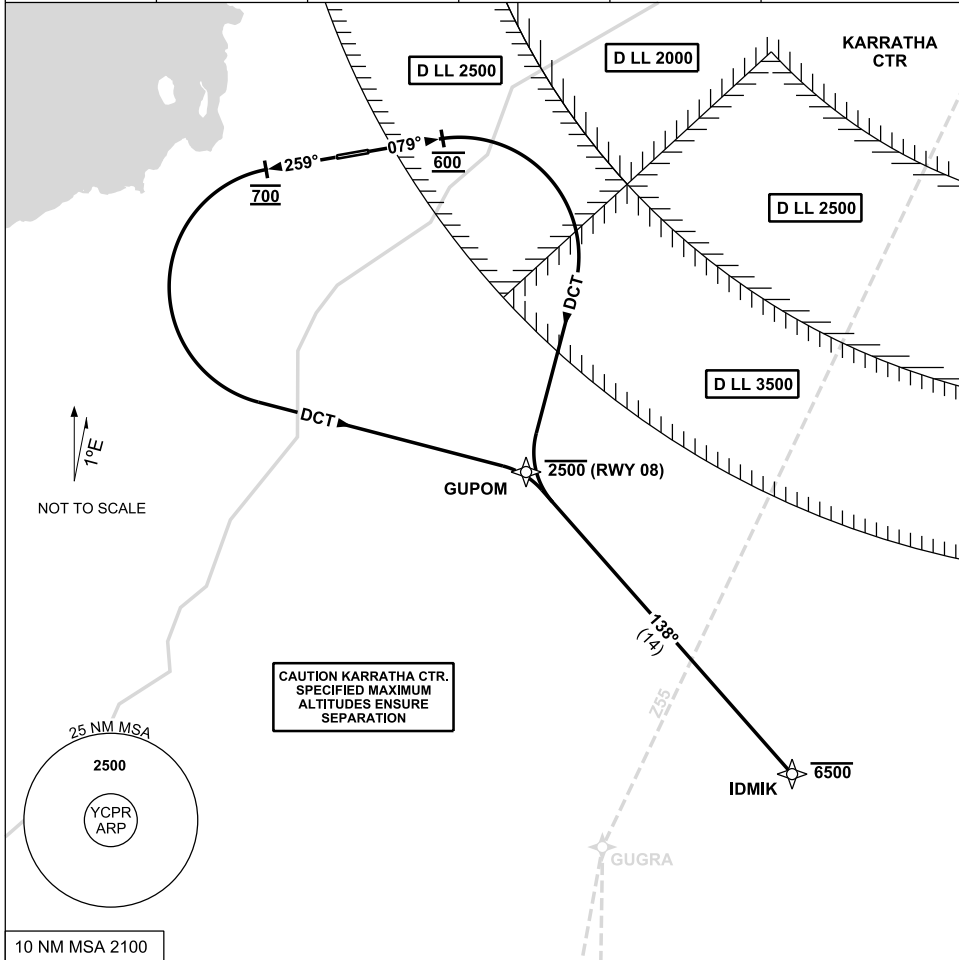 KARRATHA
CTR
D LL 2500
D LL 2000
259°
079°
600
700
D LL 2500
DCT
D LL 3500
DCT
1°E
NOT TO SCALE
2500 (RWY 08)
GUPOM
138°
(14)
CAUTION KARRATHA CTR.
SPECIFIED MAXIMUM
ALTITUDES ENSURE
SEPARATION
Z55
25 NM MSA
2500
YCPR
ARP
6500
IDMIK
GUGRA
10 NM MSA 2100